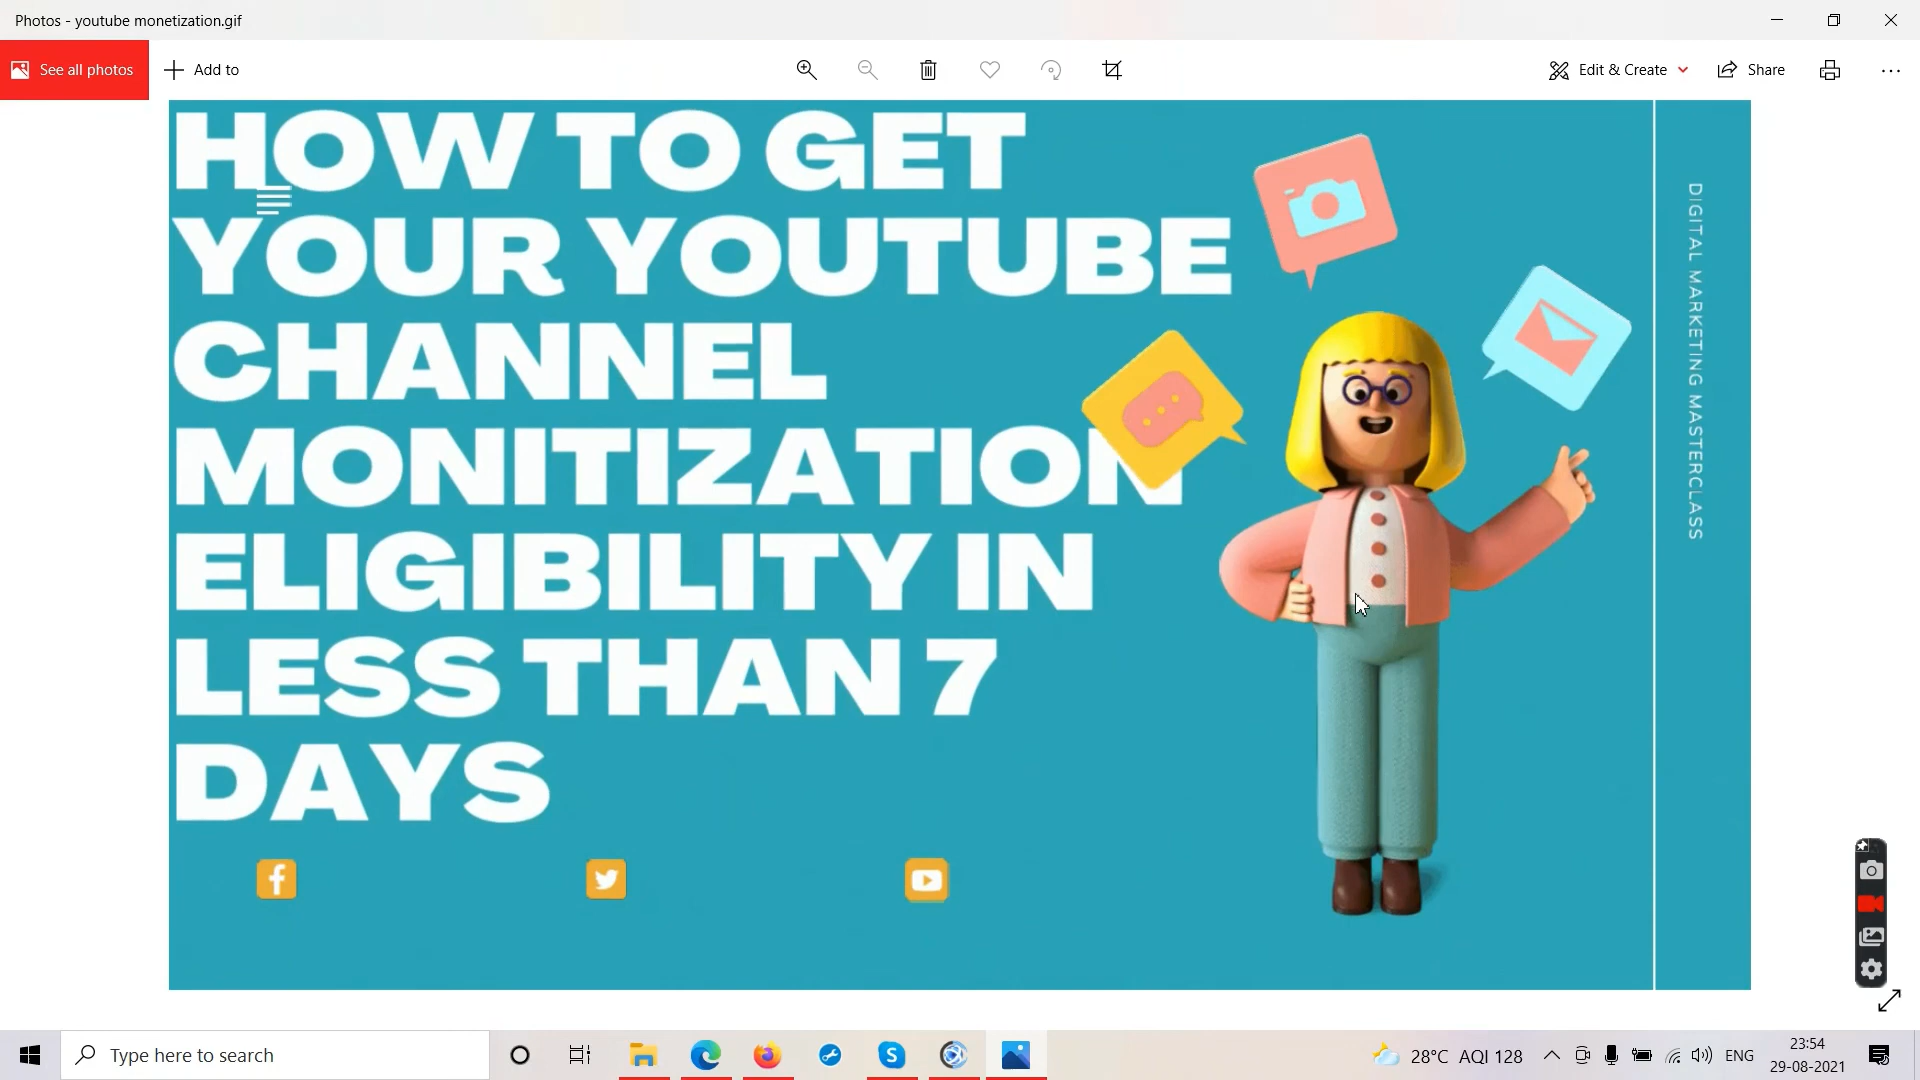 Photos - youtube monetization.gif
See all photos
Add to
Edit & Create
Share
HOW TO GET
YOUR YOUTUBE
CHANNEL
MONITIZATION
ELIGIBILITY IN
LESS THAN 7
DAYS
DIGITAL MARKETING MASTERCLASS
Type here to search
28°C AQI 128
ENG
23:54
29-08-2021